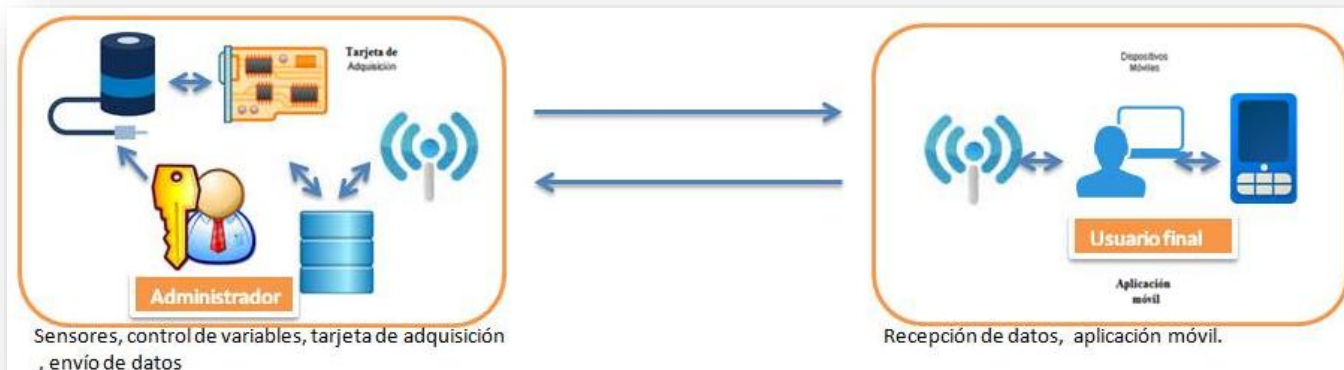 Tarjeta de
Adquisición
Administrador
Sensores, control de variables, tarjeta de adquisición
, envío de datos
Dispositivos
Móviles
Usuario final
Aplicación
móvil
Recepción de datos, aplicación móvil.